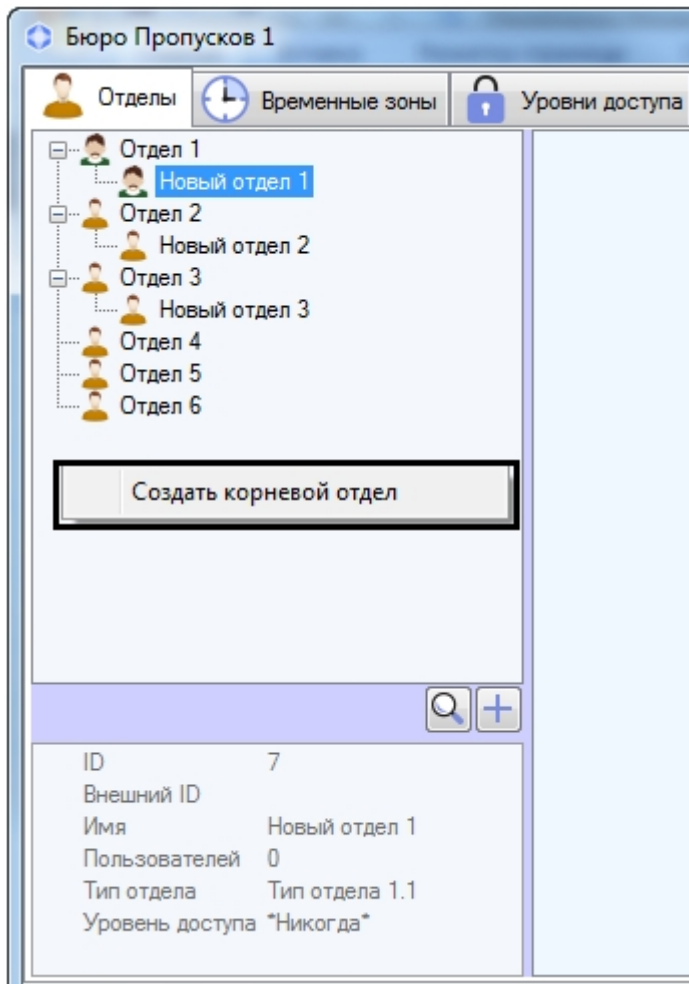 Бюро Пропусков 1
Отделы Временные зоны Уровни доступа
Отдел 1
Новый отдел 1
Отдел 2
Новый отдел 2
Отдел 3
Новый отдел 3
Отдел 4
Отдел 5
Отдел 6
Создать корневой отдел
ID 7
Внешний ID
Имя Новый отдел 1
Пользователей 0
Тип отдела Тип отдела 1.1
Уровень доступа *Никогда*